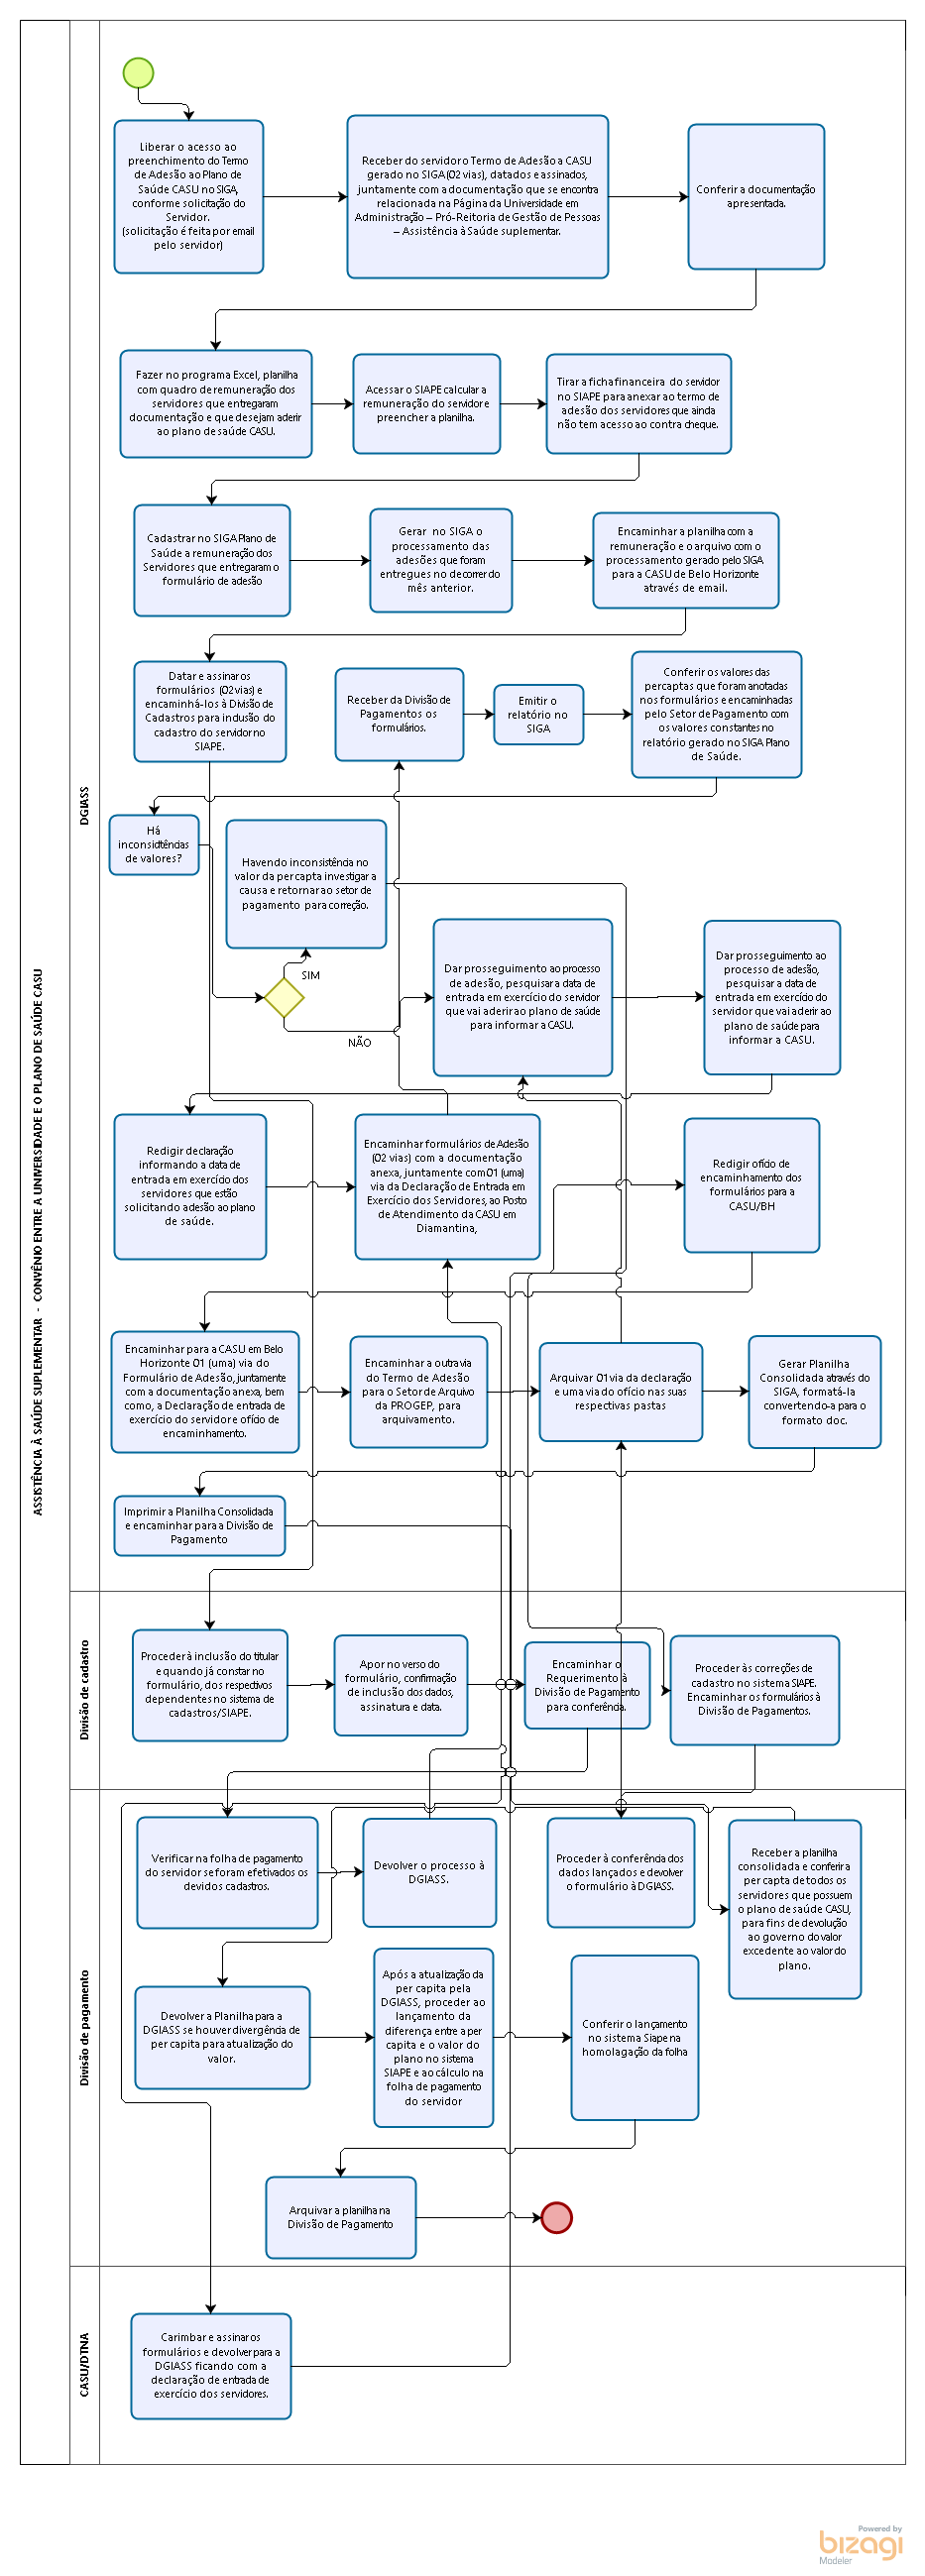 ASSISTÊNCIA À SAÚDE SUPLEMENTAR - CONVÊNIO ENTRE A UNIVERSIDADE E O PLANO DE SAÚDE CASU
DGIASS
Liberar o acesso ao
preenchimento do Termo
de Adesão ao Plano de
Saúde CASU no SIGA,
conforme solicitação do
Servidor.
(solicitação é feita por email
pelo servidor)
Receber do servidor o Termo de Adesão a CASU
gerado no SIGA (02 vias), datados e assinados,
juntamente com a documentação que se encontra
relacionada na Página da Universidade em
Administração – Pró-Reitoria de Gestão de Pessoas
– Assistência à Saúde suplementar.
Conferir a documentação
apresentada.
Fazer no programa Excel, planilha
com quadro de remuneração dos
servidores que entregaram
documentação e que desejam aderir
ao plano de saúde CASU.
Acessar o SIAPE calcular a
remuneração do servidor e
preencher a planilha.
Tirar a ficha financeira do servidor
no SIAPE para anexar ao termo de
adesão dos servidores que ainda
não tem acesso ao contra cheque.
Cadastrar no SIGA Plano de
Saúde a remuneração dos
Servidores que entregaram o
formulário de adesão
Gerar no SIGA o
processamento das
adesões que foram
entregues no decorrer do
mês anterior.
Encaminhar a planilha com a
remuneração e o arquivo com o
processamento gerado pelo SIGA
para a CASU de Belo Horizonte
através de email.
Datar e assinar os
formulários (02 vias) e
encaminhá-los à Divisão de
Cadastros para inclusão do
cadastro do servidor no
SIAPE.
Receber da Divisão de
Pagamentos os
formulários.
Emitir o
relatório no
SIGA
Conferir os valores das
percaptas que foram anotadas
nos formulários e encaminhadas
pelo Setor de Pagamento com
os valores constantes no
relatório gerado no SIGA Plano
de Saúde.
Há
inconsidtências
de valores?
Havendo inconsistência no
valor da per capta investigar a
causa e retornar ao setor de
pagamento para correção.
SIM
NÃO
Dar prosseguimento ao processo
de adesão, pesquisar a data de
entrada em exercício do servidor
que vai aderir ao plano de saúde
para informar a CASU.
Dar prosseguimento ao
processo de adesão,
pesquisar a data de
entrada em exercício do
servidor que vai aderir ao
plano de saúde para
informar a CASU.
Redigir declaração
informando a data de
entrada em exercício dos
servidores que estão
solicitando adesão ao plano
de saúde.
Encaminhar formulários de Adesão
(02 vias) com a documentação
anexa, juntamente com 01 (uma)
via da Declaração de Entrada em
Exercício dos Servidores, ao Posto
de Atendimento da CASU em
Diamantina,
Redigir ofício de
encaminhamento dos
formulários para a
CASU/BH
Encaminhar para a CASU em Belo
Horizonte 01 (uma) via do
Formulário de Adesão, juntamente
com a documentação anexa, bem
como, a Declaração de entrada de
exercício do servidor e ofício de
encaminhamento.
Encaminhar a outra via
do Termo de Adesão
para o Setor de Arquivo
da PROGEP, para
arquivamento.
Arquivar 01 via da declaração
e uma via do ofício nas suas
respectivas pastas
Gerar Planilha
Consolidada através do
SIGA, formatá-la
convertendo-a para o
formato doc.
Imprimir a Planilha Consolidada
e encaminhar para a Divisão de
Pagamento
Divisão de cadastro
Proceder à inclusão do titular
e quando já constar no
formulário, dos respectivos
dependentes no sistema de
cadastros/SIAPE.
Apor no verso do
formulário, confirmação
de inclusão dos dados,
assinatura e data.
Encaminhar o
Requerimento à
Divisão de Pagamento
para conferência.
Proceder às correções de
cadastro no sistema SIAPE.
Encaminhar os formulários à
Divisão de Pagamentos.
Divisão de pagamento
Verificar na folha de pagamento
do servidor se foram efetivados os
devidos cadastros.
Devolver o processo à
DGIASS.
Proceder à conferência dos
dados lançados e devolver
o formulário à DGIASS.
Receber a planilha
consolidada e conferir a
per capta de todos os
servidores que possuem
o plano de saúde CASU,
para fins de devolução
ao governo do valor
excedente ao valor do
plano.
Devolver a Planilha para a
DGIASS se houver divergência de
per capita para atualização do
valor.
Após a atualização da
per capita pela
DGIASS, proceder ao
lançamento da
diferença entre a per
capita e o valor do
plano no sistema
SIAPE e ao cálculo na
folha de pagamento
do servidor
Conferir o lançamento
no sistema Siape na
homolagação da folha
Arquivar a planilha na
Divisão de Pagamento
CASU/DTNA
Carimbar e assinar os
formulários e devolver para a
DGIASS ficando com a
declaração de entrada de
exercício dos servidores.
Powered by
bizagi
Modeler